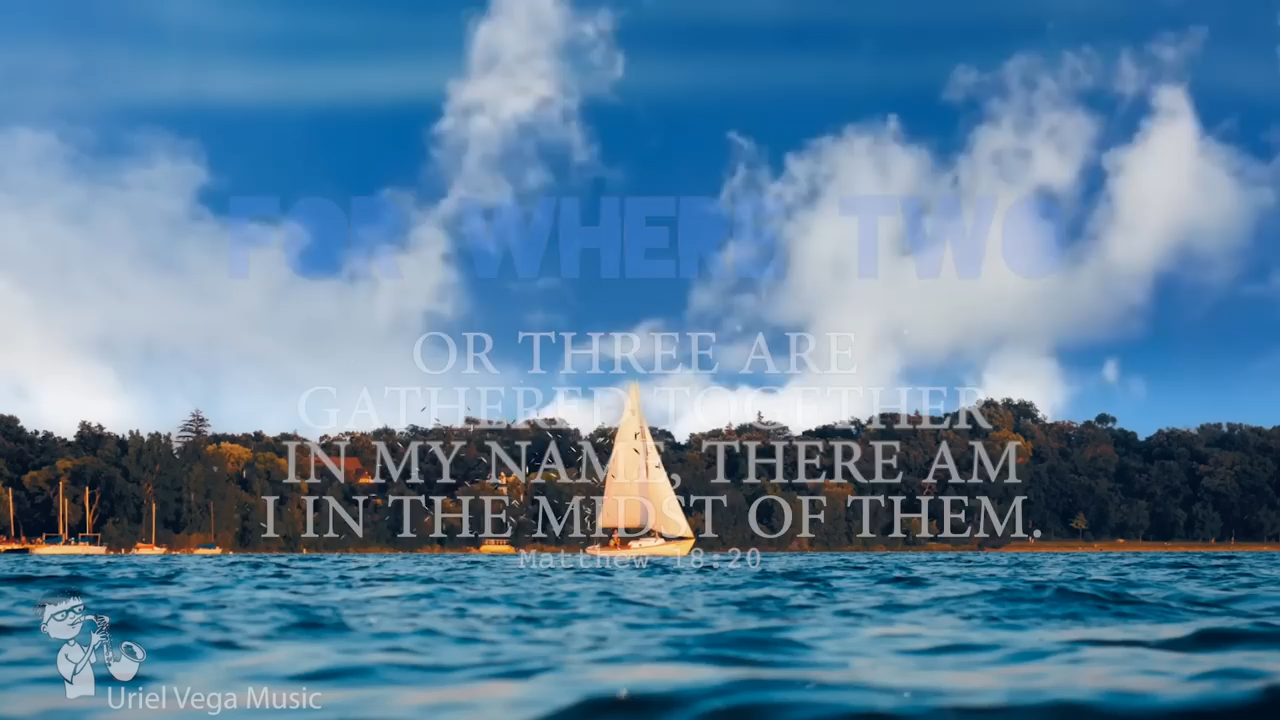 FOR WHERE TWO
OR THREE ARE
GATHERED TOGETHER
IN MY NAME, THERE AM
I IN THE MIDST OF THEM.
Matthew 18:20
Uriel Vega Music